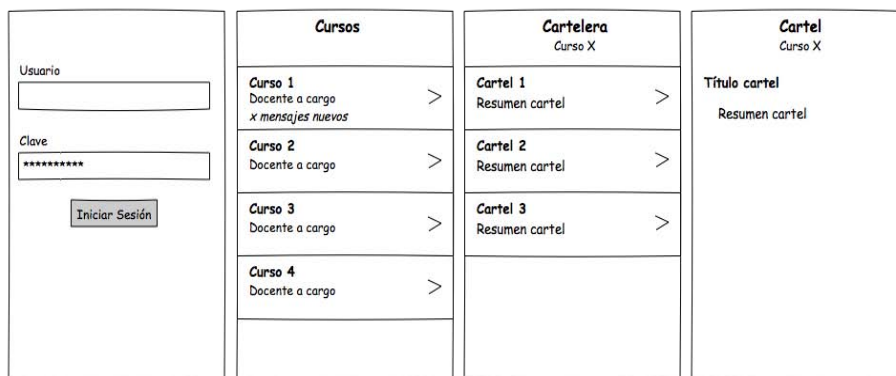 Usuario
Clave
**********
Iniciar Sesión
Cursos
Curso 1
Docente a cargo
x mensajes nuevos
Curso 2
Docente a cargo
Curso 3
Docente a cargo
Curso 4
Docente a cargo
Cartelera
Curso X
Cartel 1
Resumen cartel
Cartel 2
Resumen cartel
Cartel 3
Resumen cartel
Cartel
Curso X
Título cartel
Resumen cartel